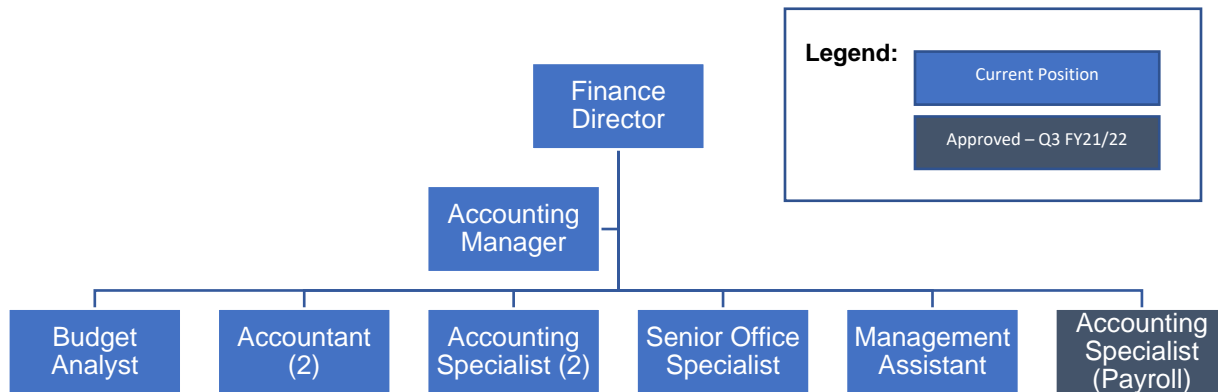 Legend:
Current Position
Approved – Q3 FY21/22
Finance
Director
Accounting
Manager
Budget
Analyst
Accountant
(2)
Accounting
Specialist (2)
Senior Office
Specialist
Management
Assistant
Accounting
Specialist
(Payroll)